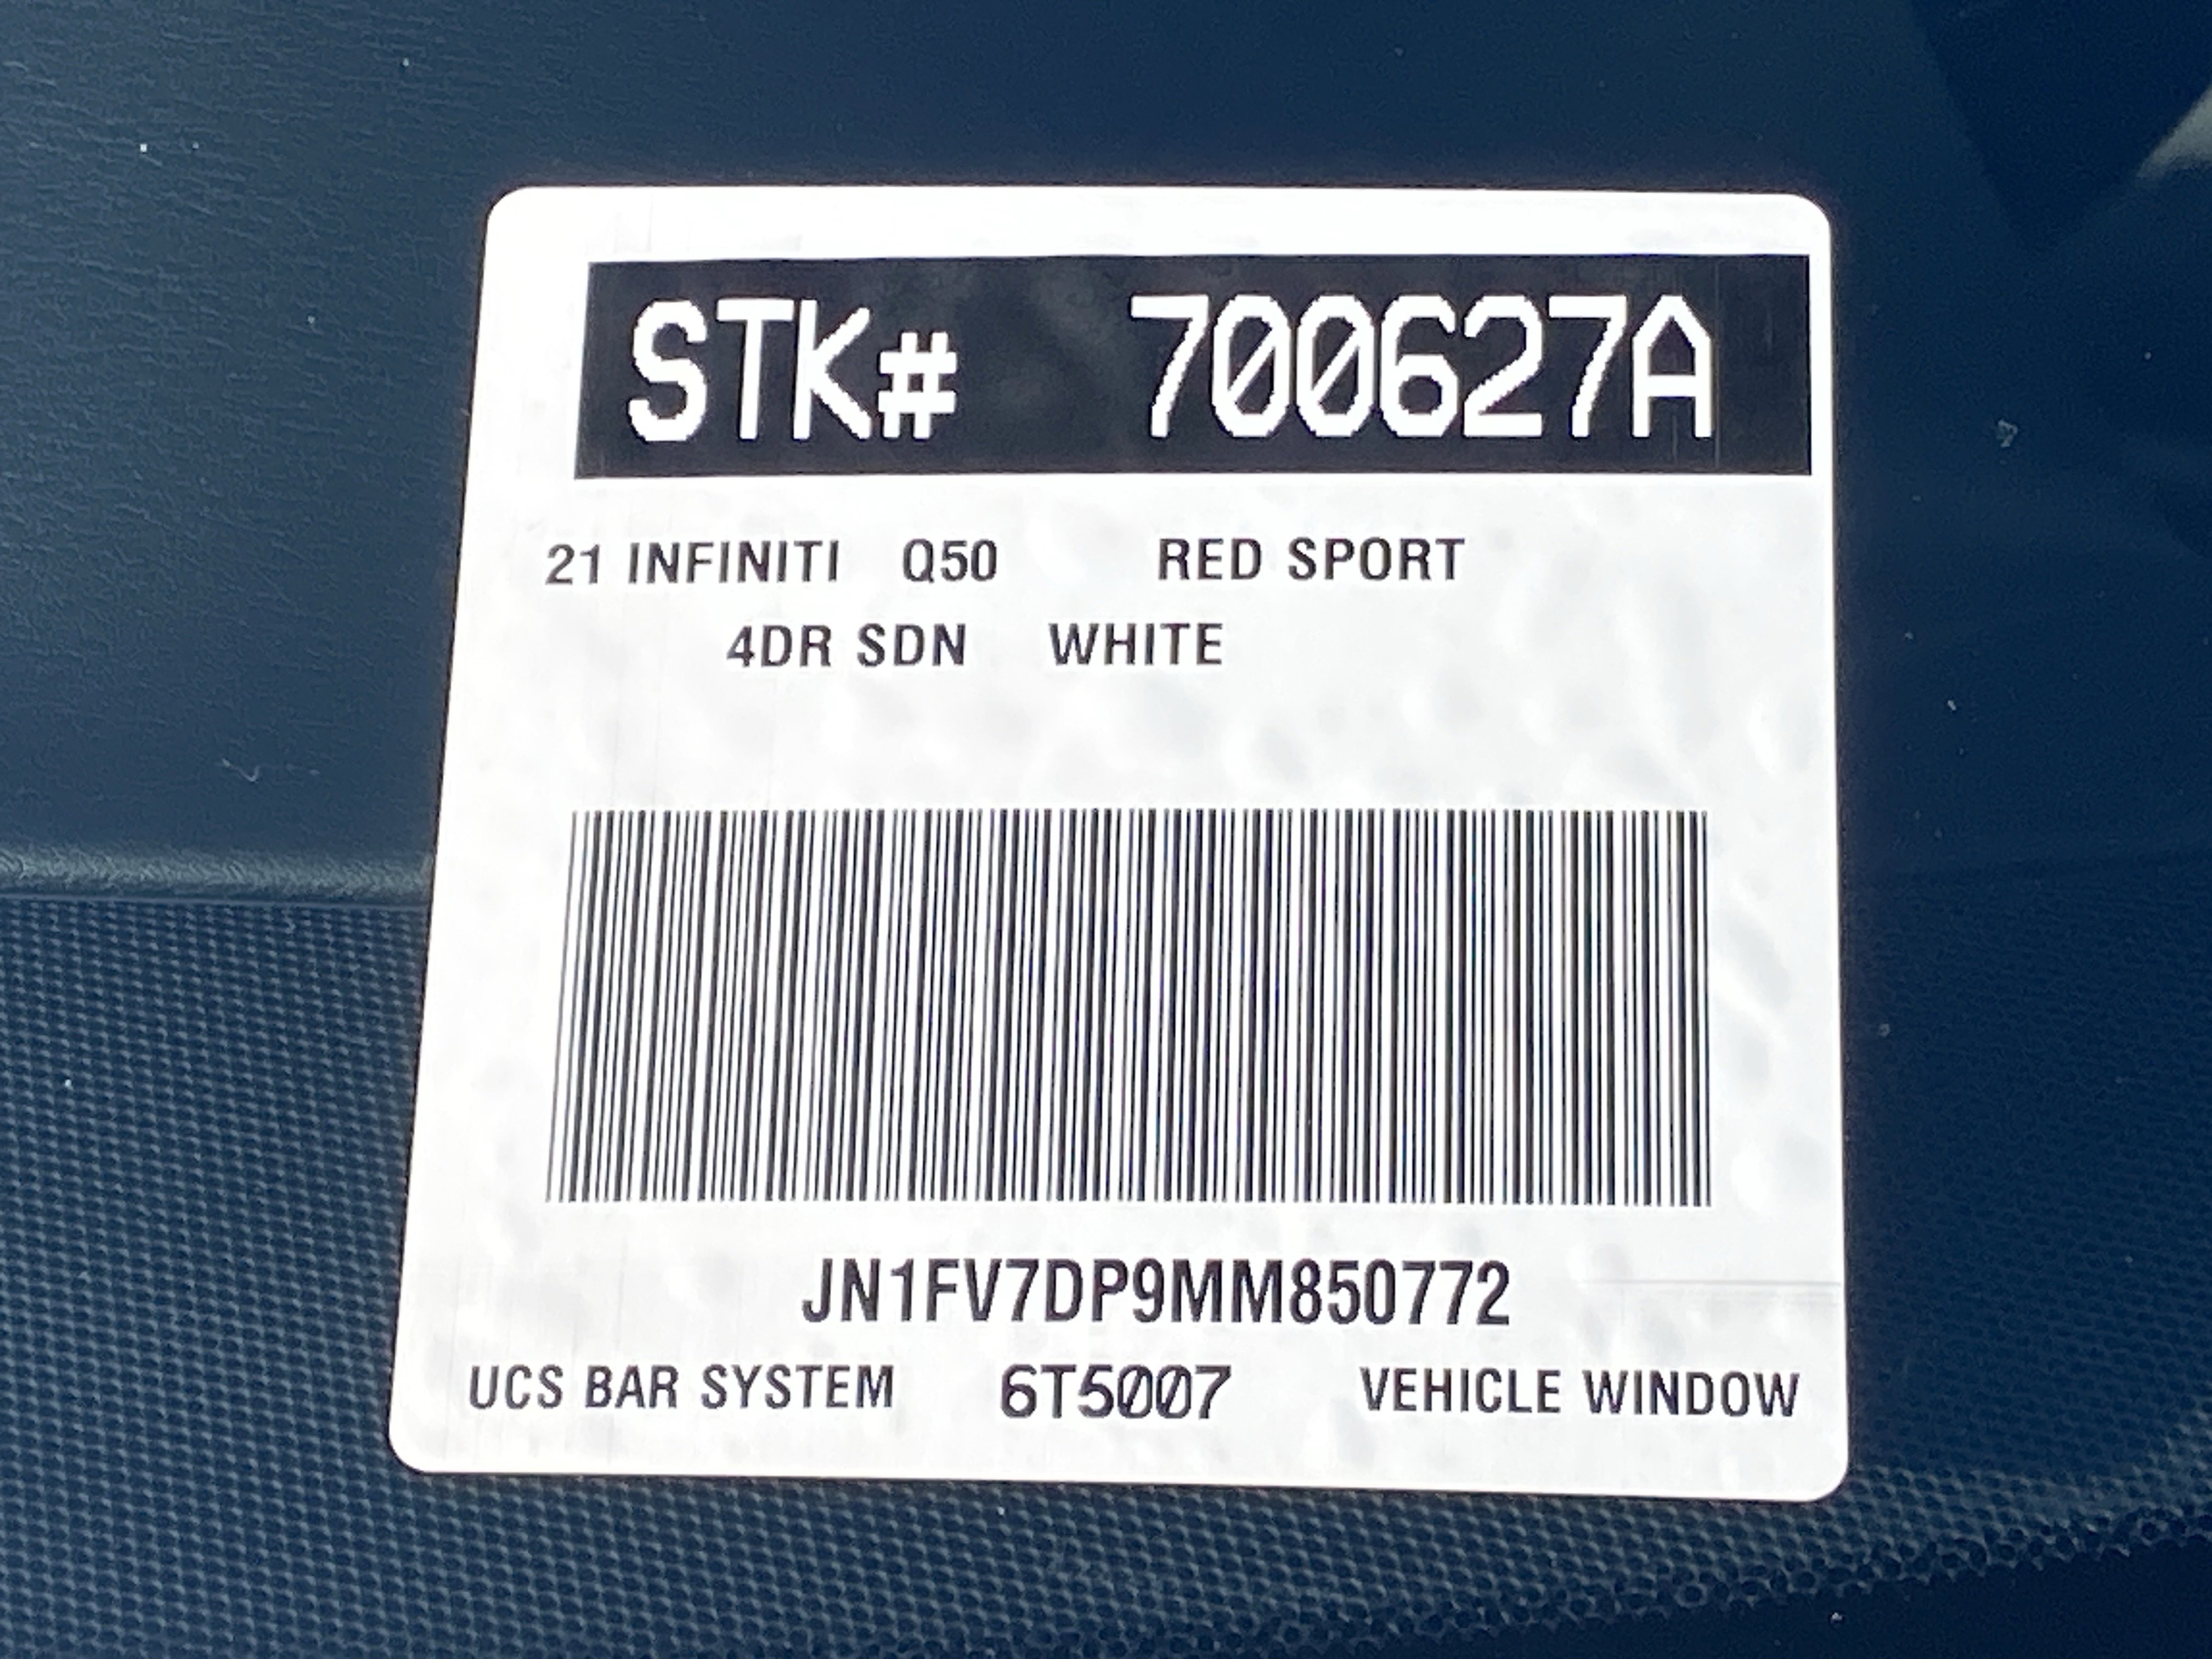 STK# 700627A
21 INFINITI Q50 RED SPORT
4DR SDN WHITE
JN1FV7DP9MM850772
UCS BAR SYSTEM 6T5007 VEHICLE WINDOW